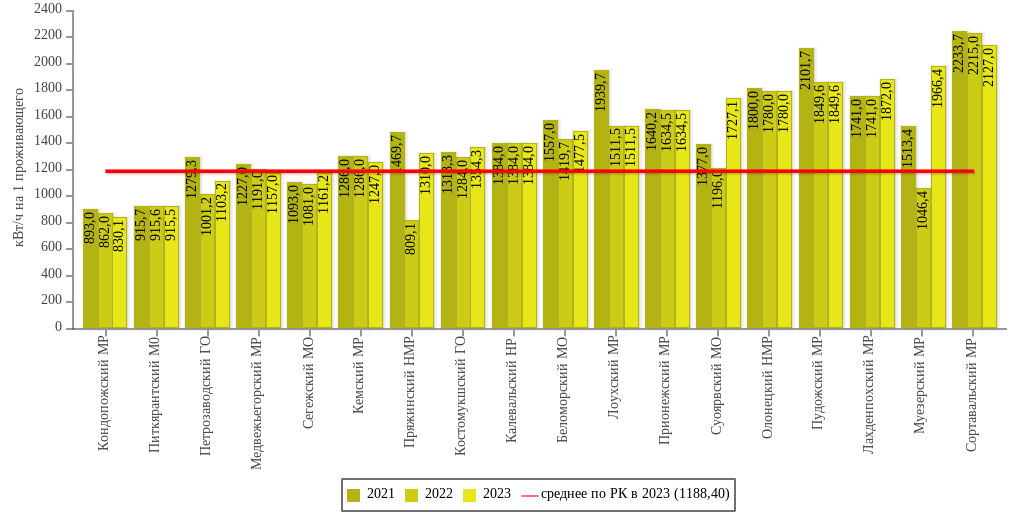 кВт/ч на 1 проживающего
2400
2200
2000
1800
1600
1400
1200
1000
800
600
400
200
0
893,0 862,0 830,1
915,7 915,6 915,5
1279,3 1001,2 1103,2
1227,0 1191,0 1157,0
1093,0 1081,0 1161,2
1286,0 1286,0 1247,0
469,7 809,1 1310,0
1313,3 1284,0 1354,3
1384,0 1384,0 1384,0
1557,0 1419,7 1477,5
1939,7 1511,5 1511,5
1640,2 1634,5 1634,5
1377,0 1196,0 1727,1
1800,0 1780,0 1780,0
2101,7 1849,6 1849,6
1741,0 1741,0 1872,0
1513,4 1046,4 1966,4
2233,7 2215,0 2127,0
Кондопожский МР
Питкярантский М0
Петрозаводский ГО
Медвежьегорский МР
Сегежский МО
Кемский МР
Пряжинский НМР
Костомукшский ГО
Калевальский НР
Беломорский МО
Лоухский МР
Прионежский МР
Суоярвский МО
Олонецкий НМР
Пудожский МР
Лахденпохский МР
Муезерский МР
Сортавальский МР
2021 2022 2023 среднее по РК в 2023 (1188,40)